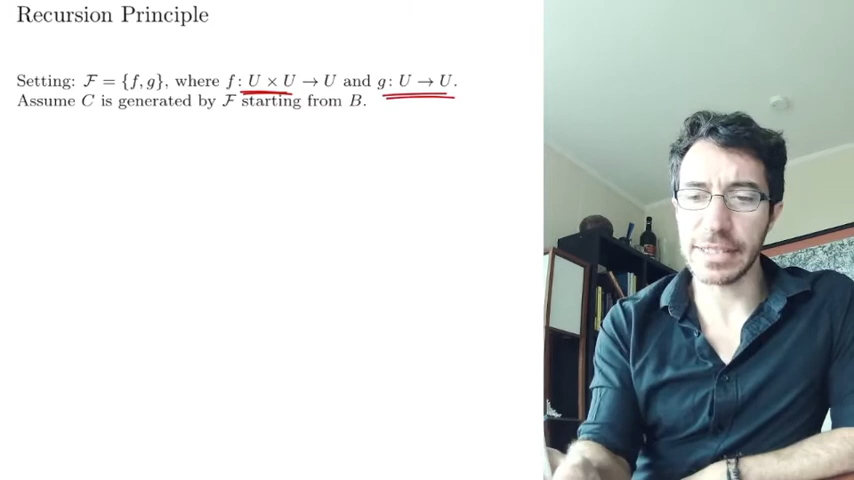 Recursion Principle
Setting: ℱ = {f, g}, where f : U × U → U and g : U → U.
Assume C is generated by ℱ starting from B.